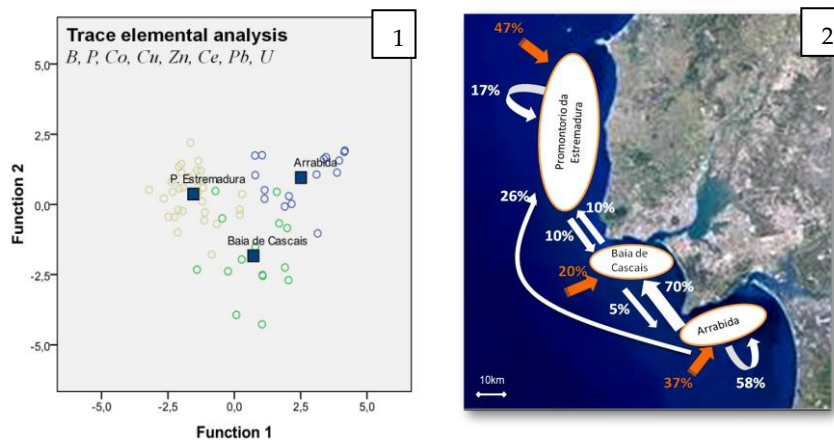 Trace elemental analysis
B, P, Co, Cu, Zn, Ce, Pb, U
1
5,0
2,5
0,0
-2,5
-5,0
Function 2
P. Estremadura
Arrabida
Baia de Cascais
-5,0
-2,5
0,0
2,5
5,0
Function 1
2
47%
17%
Promontorio da
Estremadura
26%
10%
10%
Baia de
Cascais
20%
70%
5%
Arrabida
37%
58%
10km